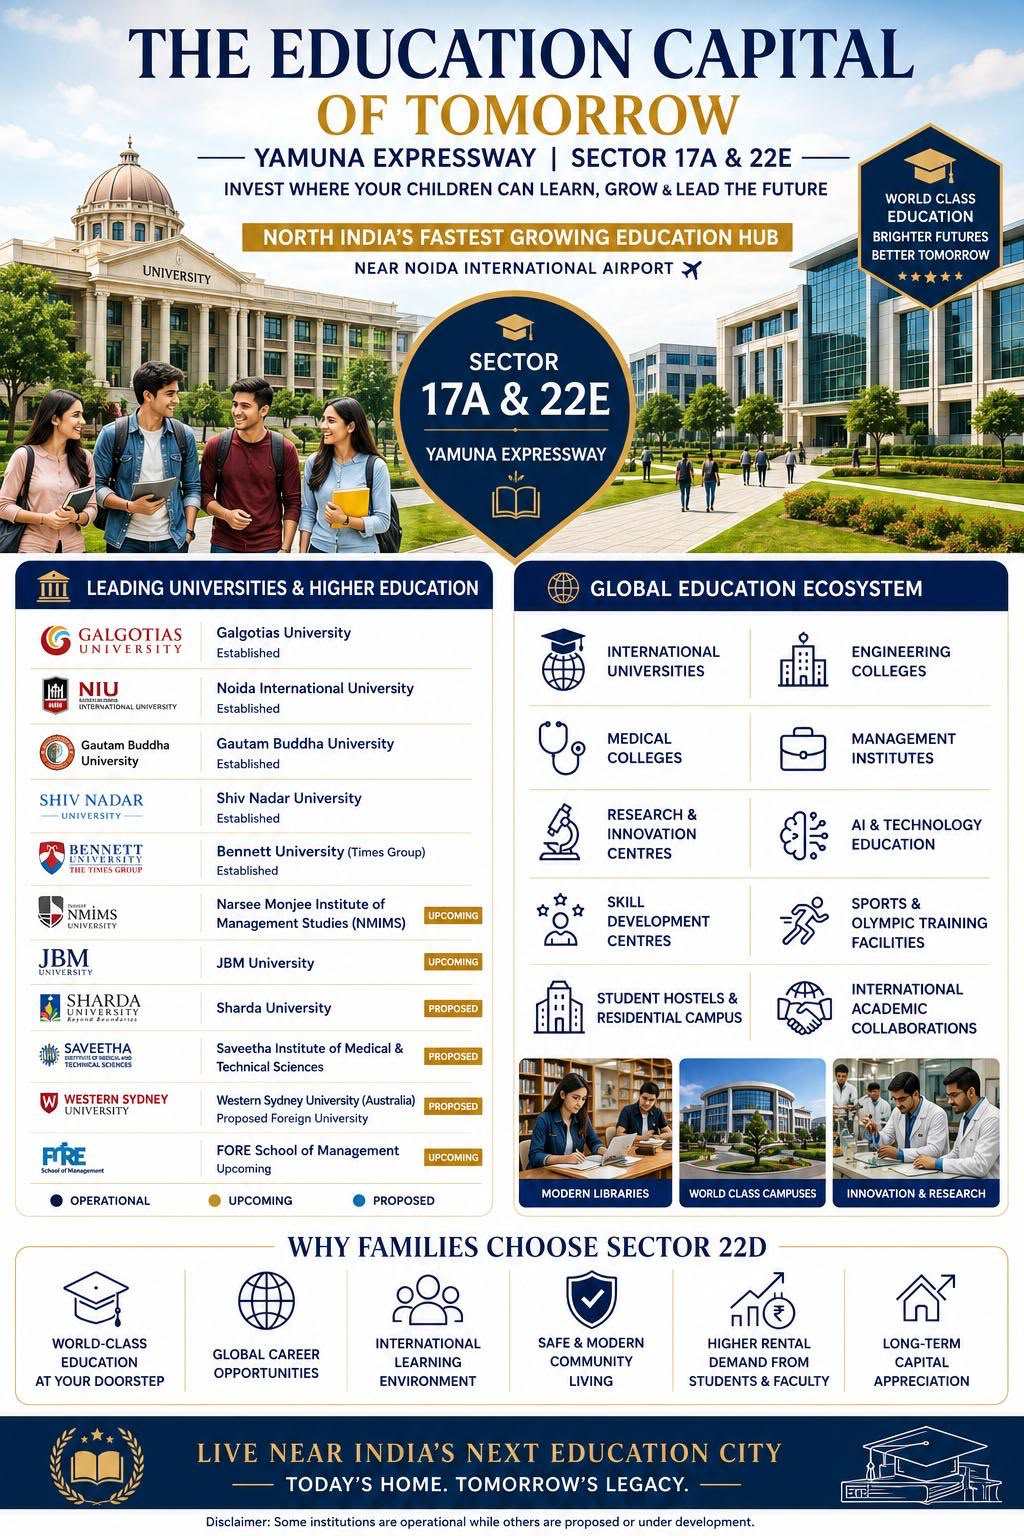 THE EDUCATION CAPITAL
OF TOMORROW
YAMUNA EXPRESSWAY | SECTOR 17A & 22E
INVEST WHERE YOUR CHILDREN CAN LEARN, GROW & LEAD THE FUTURE
NORTH INDIA'S FASTEST GROWING EDUCATION HUB
NEAR NOIDA INTERNATIONAL AIRPORT
WORLD CLASS
EDUCATION
BRIGHTER FUTURES
BETTER TOMORROW
UNIVERSITY
SECTOR
17A & 22E
YAMUNA EXPRESSWAY
LEADING UNIVERSITIES & HIGHER EDUCATION
GALGOTIAS
UNIVERSITY
Galgotias University
Established
NIU
INTERNATIONAL UNIVERSITY
Noida International University
Established
Gautam Buddha
University
Gautam Buddha University
Established
SHIV NADAR
UNIVERSITY
Shiv Nadar University
Established
BENNETT
UNIVERSITY
THE TIMES GROUP
Bennett University (Times Group)
Established
NMIMS
UNIVERSITY
Narsee Monjee Institute of
Management Studies (NMIMS)
UPCOMING
JBM
UNIVERSITY
JBM University
UPCOMING
SHARDA
UNIVERSITY
Beyond Boundaries
Sharda University
PROPOSED
SAVEETHA
INSTITUTE OF MEDICAL AND
TECHNICAL SCIENCES
Saveetha Institute of Medical &
Technical Sciences
PROPOSED
WESTERN SYDNEY
UNIVERSITY
Western Sydney University (Australia)
Proposed Foreign University
PROPOSED
FORE
School of Management
FORE School of Management
Upcoming
UPCOMING
OPERATIONAL
UPCOMING
PROPOSED
GLOBAL EDUCATION ECOSYSTEM
INTERNATIONAL
UNIVERSITIES
ENGINEERING
COLLEGES
MEDICAL
COLLEGES
MANAGEMENT
INSTITUTES
RESEARCH &
INNOVATION
CENTRES
AI & TECHNOLOGY
EDUCATION
SKILL
DEVELOPMENT
CENTRES
SPORTS &
OLYMPIC TRAINING
FACILITIES
STUDENT HOSTELS &
RESIDENTIAL CAMPUS
INTERNATIONAL
ACADEMIC
COLLABORATIONS
MODERN LIBRARIES
WORLD CLASS CAMPUSES
INNOVATION & RESEARCH
WHY FAMILIES CHOOSE SECTOR 22D
WORLD-CLASS
EDUCATION
AT YOUR DOORSTEP
GLOBAL CAREER
OPPORTUNITIES
INTERNATIONAL
LEARNING
ENVIRONMENT
SAFE & MODERN
COMMUNITY
LIVING
₹
HIGHER RENTAL
DEMAND FROM
STUDENTS & FACULTY
LONG-TERM
CAPITAL
APPRECIATION
LIVE NEAR INDIA'S NEXT EDUCATION CITY
TODAY'S HOME. TOMORROW'S LEGACY.
Disclaimer: Some institutions are operational while others are proposed or under development.